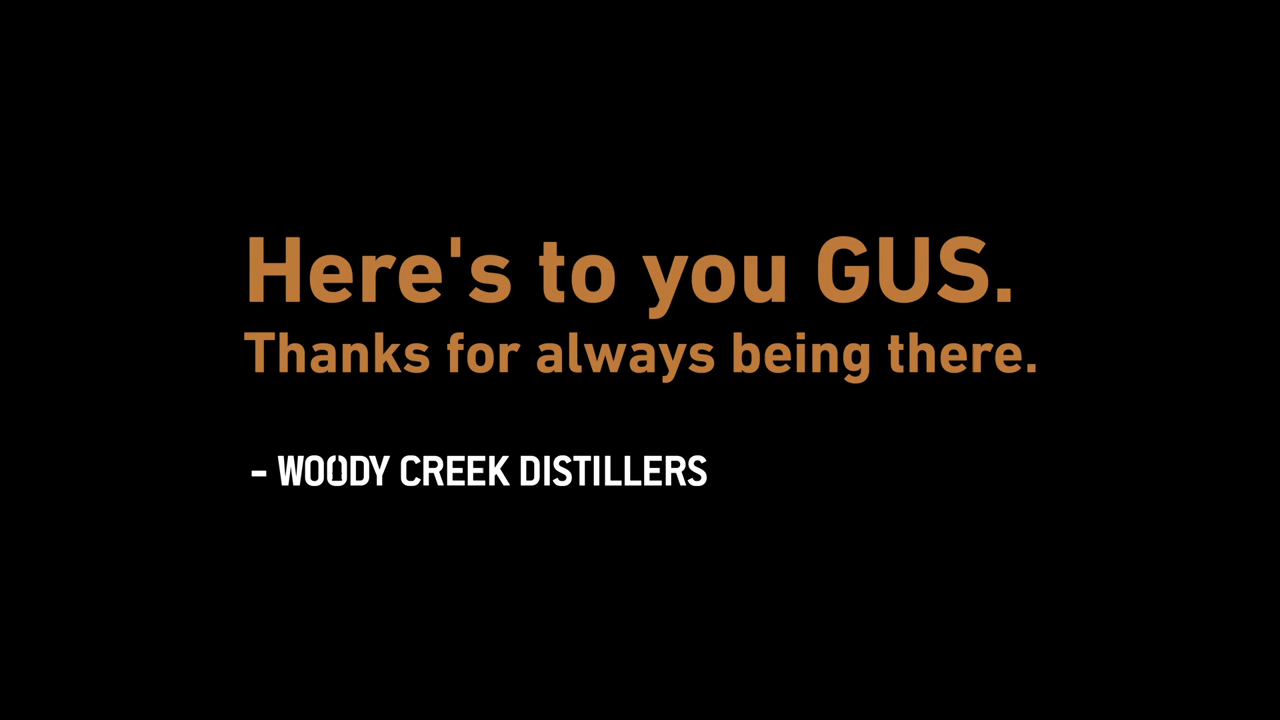 Here's to you GUS.
Thanks for always being there.
– WOODY CREEK DISTILLERS